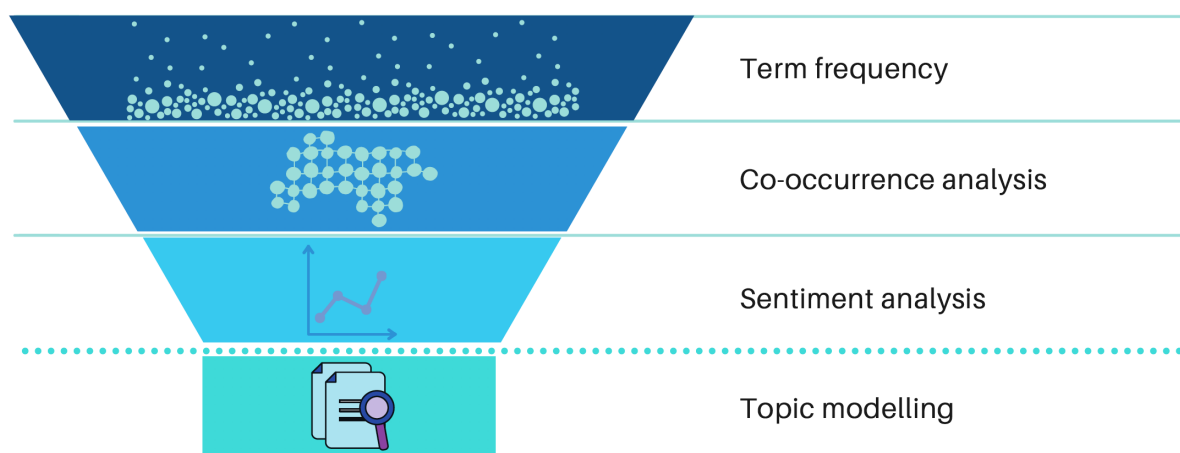 Term frequency
Co-occurrence analysis
Sentiment analysis
Topic modelling